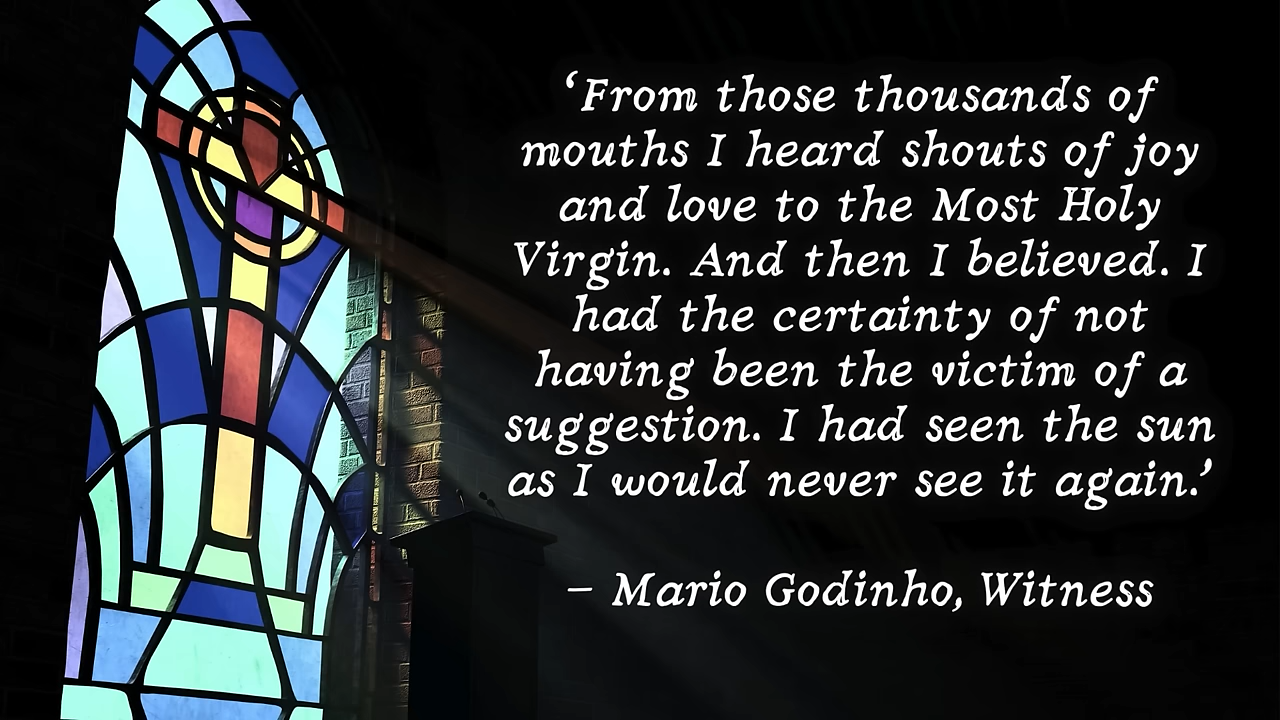 ‘From those thousands of
mouths I heard shouts of joy
and love to the Most Holy
Virgin. And then I believed. I
had the certainty of not
having been the victim of a
suggestion. I had seen the sun
as I would never see it again.’
– Mario Godinho, Witness